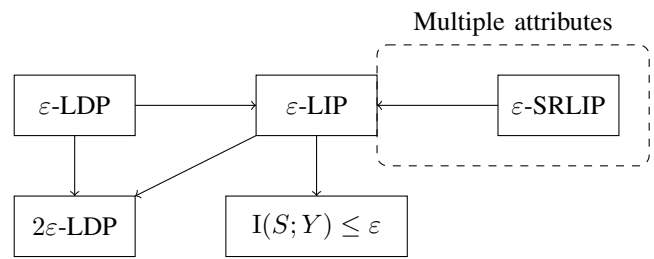 Multiple attributes
ε-LDP
ε-LIP
ε-SRLIP
2ε-LDP
I(S; Y) ≤ ε